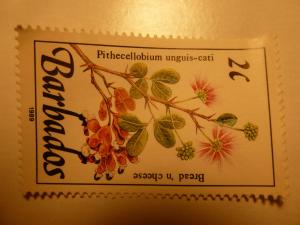 Pithecellobium unguis-cati
2c
Barbados
1989
Bread 'n cheese